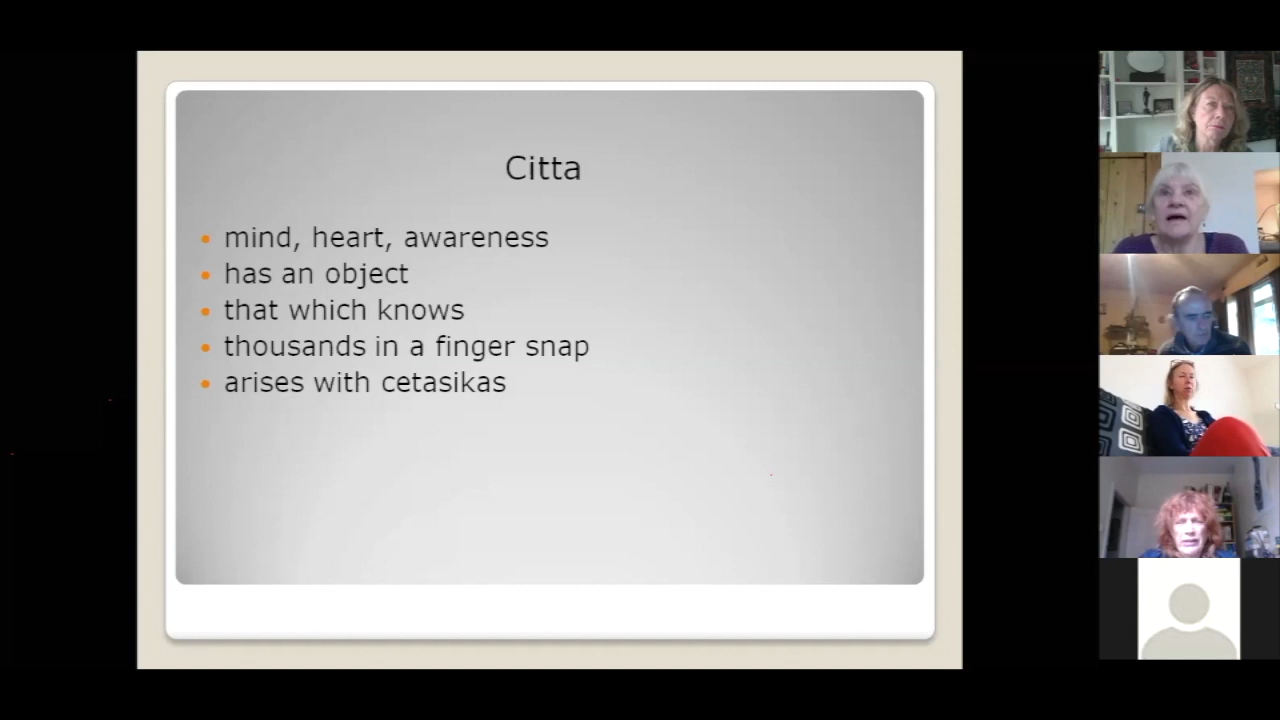 Citta
mind, heart, awareness
has an object
that which knows
thousands in a finger snap
arises with cetasikas